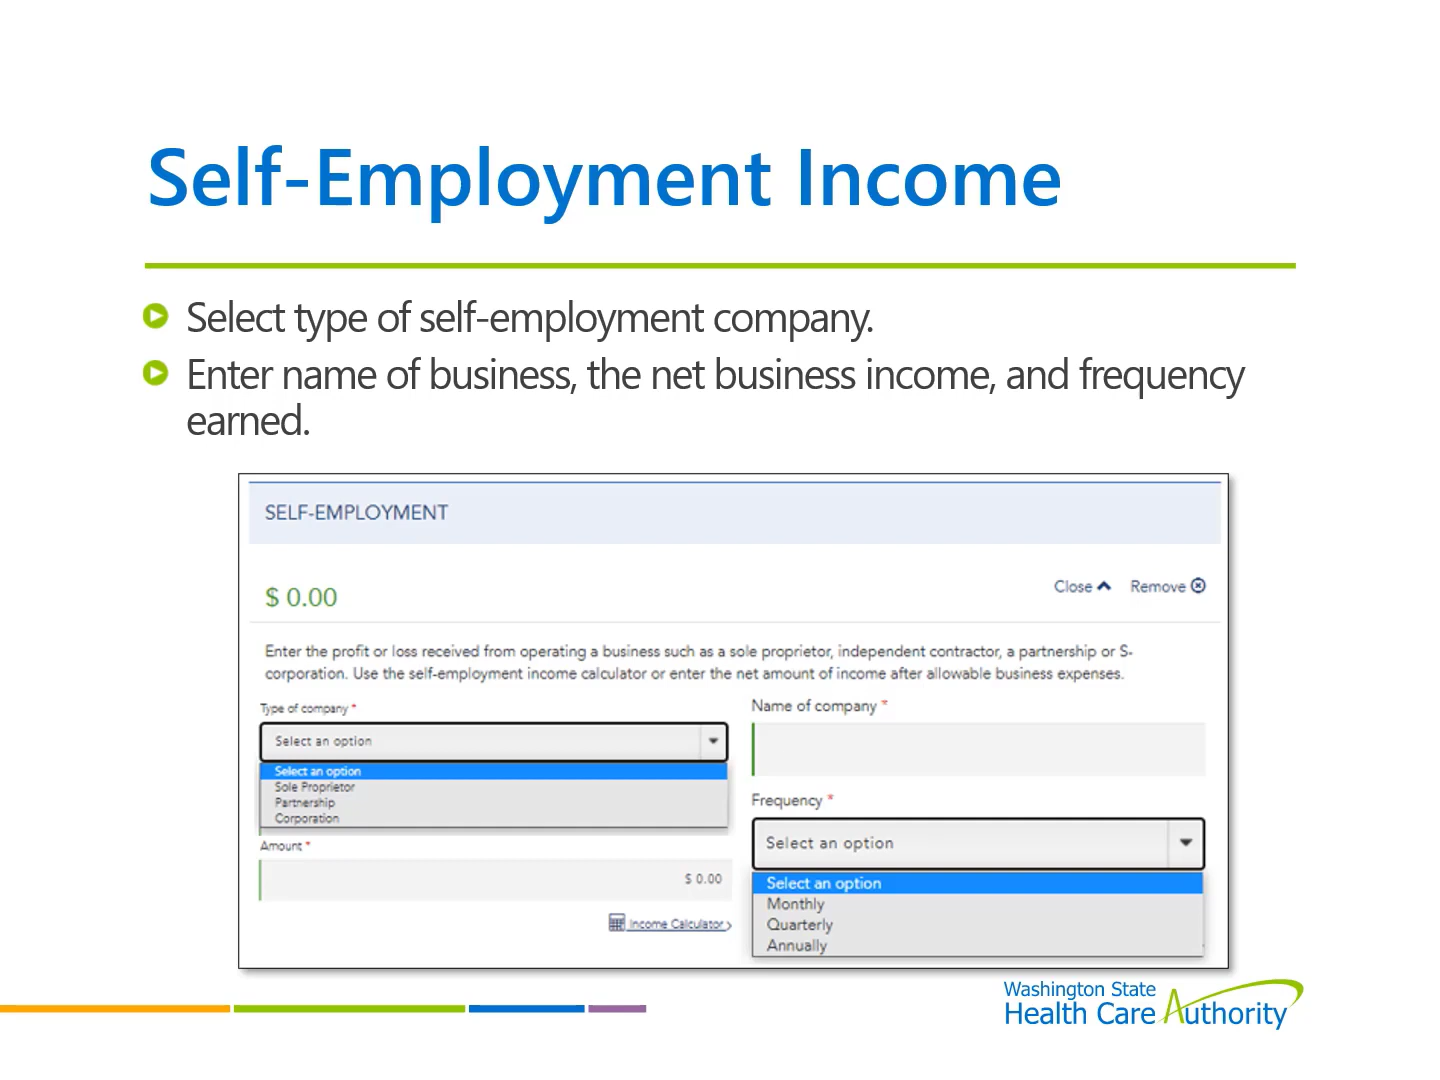 Self-Employment Income
Select type of self-employment company.
Enter name of business, the net business income, and frequency
earned.
SELF-EMPLOYMENT
$ 0.00
Close
Remove
Enter the profit or loss received from operating a business such as a sole proprietor, independent contractor, a partnership or S-
corporation. Use the self-employment income calculator or enter the net amount of income after allowable business expenses.
Type of company *
Select an option
Select an option
Sole Proprietor
Partnership
Corporation
Amount *
$ 0.00
Income Calculator
Name of company *
Frequency *
Select an option
Select an option
Monthly
Quarterly
Annually
Washington State
Health Care Authority